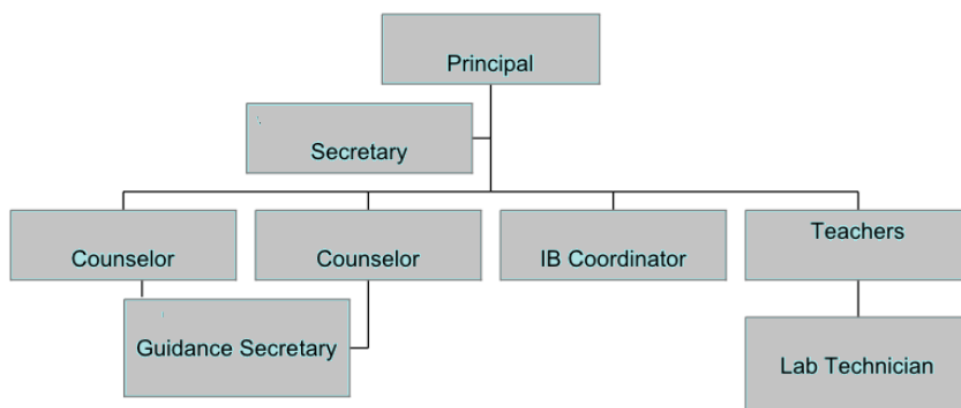 Principal
Secretary
Counselor
Counselor
IB Coordinator
Teachers
Guidance Secretary
Lab Technician